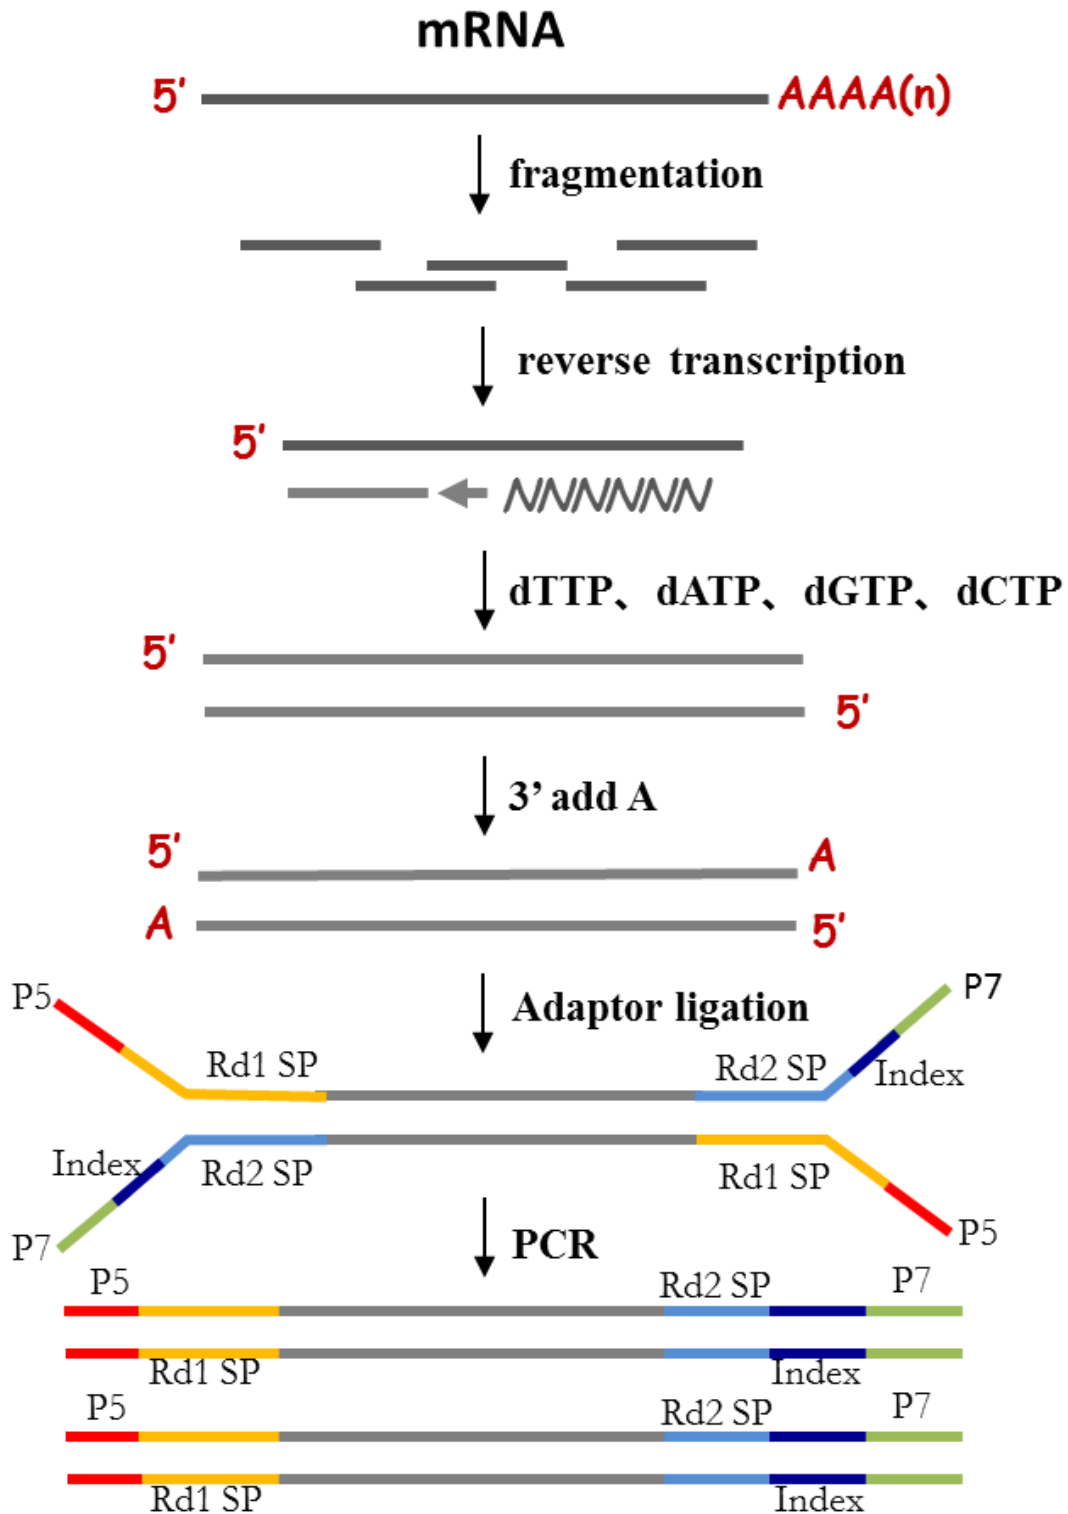 mRNA
5' AAAA(n)
fragmentation
reverse transcription
5'
NNNNNN
dTTP、dATP、dGTP、dCTP
5'
5'
3' add A
5' A
A 5'
P5 Adaptor ligation P7
Rd1 SP Rd2 SP Index
Index Rd2 SP Rd1 SP
P7 PCR P5
P5 Rd2 SP P7
Rd1 SP Index
P5 Rd2 SP P7
Rd1 SP Index